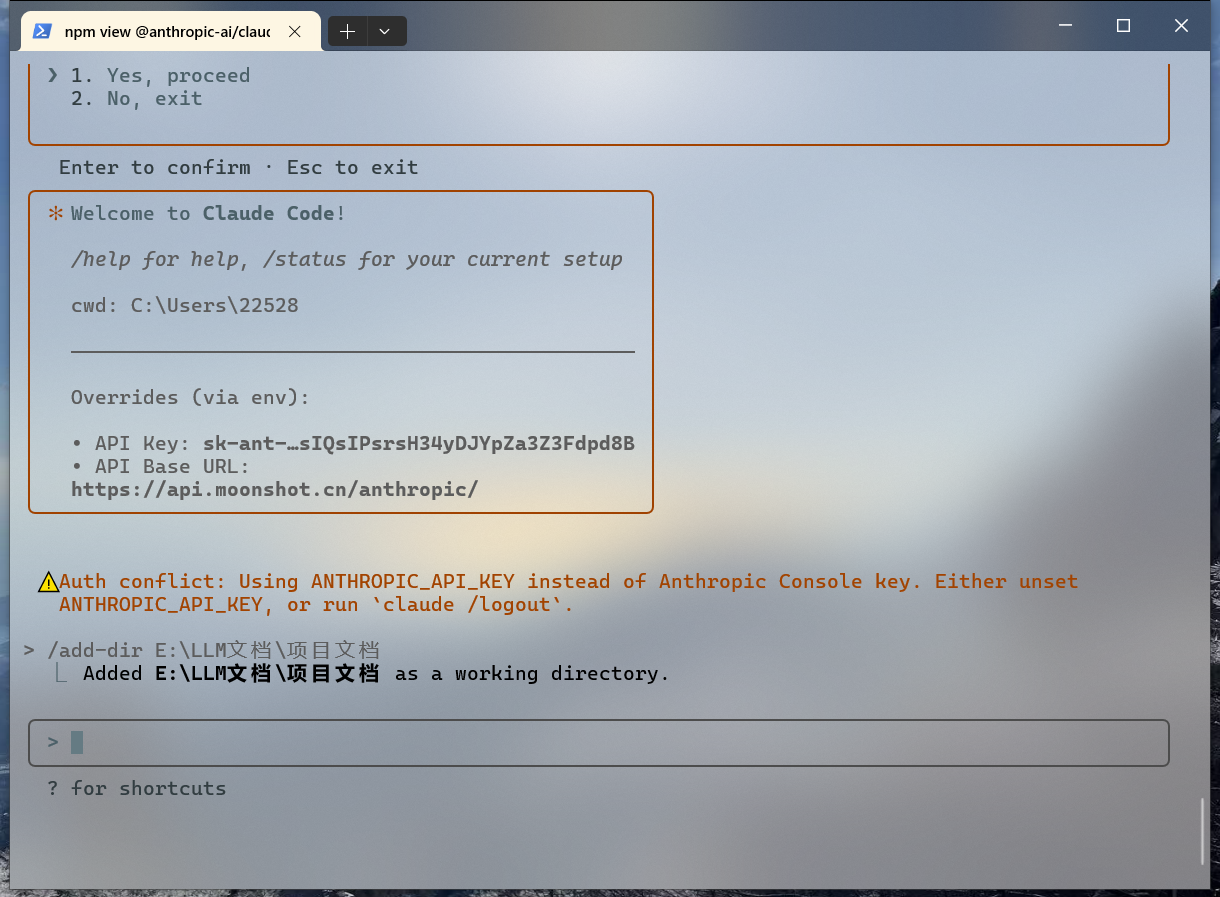 npm view @anthropic-ai/clauc
❯ 1. Yes, proceed
2. No, exit
Enter to confirm · Esc to exit
✻ Welcome to Claude Code!
/help for help, /status for your current setup
cwd: C:\Users\22528
Overrides (via env):
• API Key: sk-ant-…sIQsIPsrsH34yDJYpZa3Z3Fdpd8B
• API Base URL:
https://api.moonshot.cn/anthropic/
⚠Auth conflict: Using ANTHROPIC_API_KEY instead of Anthropic Console key. Either unset
ANTHROPIC_API_KEY, or run `claude /logout`.
> /add-dir E:\LLM文档\项目文档
⎿ Added E:\LLM文档\项目文档 as a working directory.
>
? for shortcuts